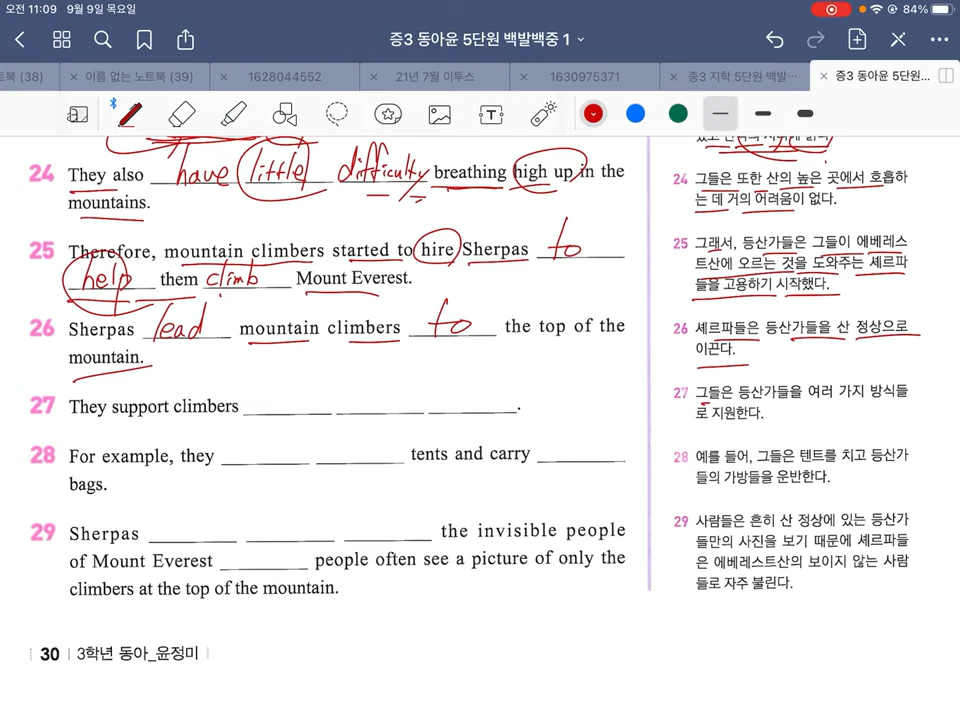 오전 11:09 9월 9일 목요일
84%
증3 동아윤 5단원 백발백중 1
트북 (38)
이름 없는 노트북 (39)
1628044552
21년 7월 이투스
1630975371
중3 지학 5단원 백발…
증3 동아윤 5단원…
24 They also have little difficulty breathing high up in the
mountains.
25 Therefore, mountain climbers started to hire Sherpas to
help them climb Mount Everest.
26 Sherpas lead mountain climbers to the top of the
mountain.
27 They support climbers ________ ________ ________.
28 For example, they ________ ________ tents and carry ________
bags.
29 Sherpas ________ ________ ________ the invisible people
of Mount Everest ________ people often see a picture of only the
climbers at the top of the mountain.
24 그들은 또한 산의 높은 곳에서 호흡하
는 데 거의 어려움이 없다.
25 그래서, 등산가들은 그들이 에베레스
트산에 오르는 것을 도와주는 셰르파
들을 고용하기 시작했다.
26 셰르파들은 등산가들을 산 정상으로
이끈다.
27 그들은 등산가들을 여러 가지 방식들
로 지원한다.
28 예를 들어, 그들은 텐트를 치고 등산가
들의 가방들을 운반한다.
29 사람들은 흔히 산 정상에 있는 등산가
들만의 사진을 보기 때문에 셰르파들
은 에베레스트산의 보이지 않는 사람
들로 자주 불린다.
30 3학년 동아_윤정미